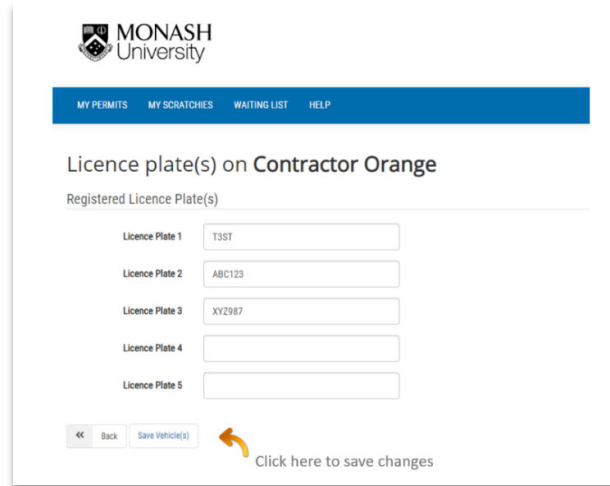 MONASH
University
MY PERMITS MY SCRATCHIES WAITING LIST HELP
Licence plate(s) on Contractor Orange
Registered Licence Plate(s)
Licence Plate 1 T3ST
Licence Plate 2 ABC123
Licence Plate 3 XYZ987
Licence Plate 4
Licence Plate 5
Back Save Vehicle(s)
Click here to save changes